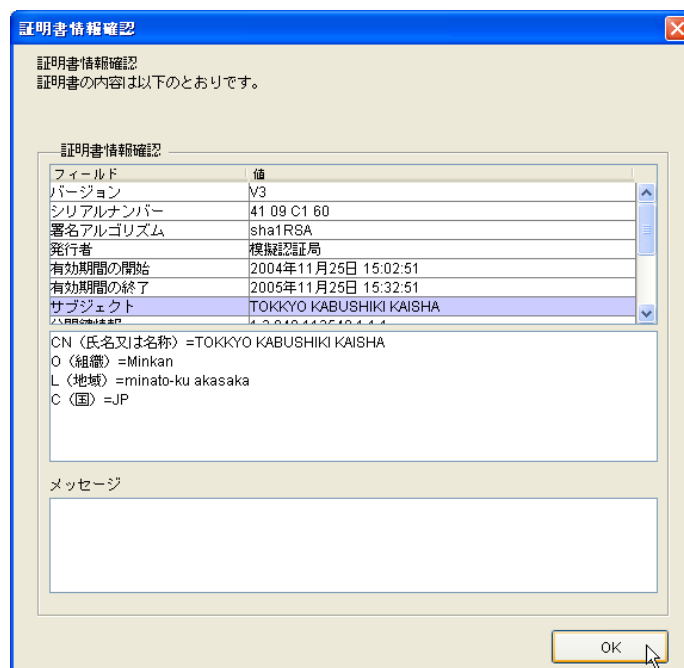 証明書情報確認
証明書情報確認
証明書の内容は以下のとおりです。
証明書情報確認
フィールド 値
バージョン V3
シリアルナンバー 41 09 C1 60
署名アルゴリズム sha1RSA
発行者 模擬認証局
有効期間の開始 2004年11月25日 15:02:51
有効期間の終了 2005年11月25日 15:32:51
サブジェクト TOKKYO KABUSHIKI KAISHA
CN（氏名又は名称）=TOKKYO KABUSHIKI KAISHA
O（組織）=Minkan
L（地域）=minato-ku akasaka
C（国）=JP
メッセージ
OK